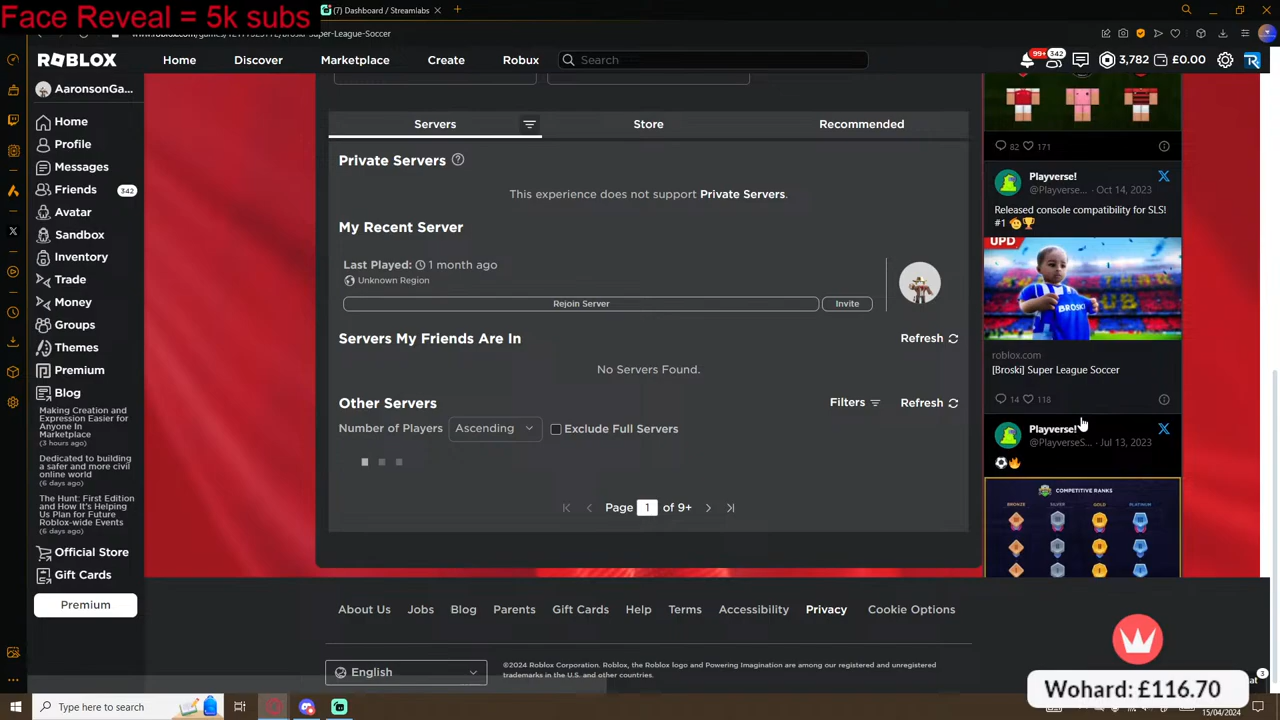 Face Reveal = 5k subs
(7) Dashboard / Streamlabs
ROBLOX
Home
Discover
Marketplace
Create
Robux
Search
99+
342
3,782
£0.00
AaronsonGa...
Home
Profile
Messages
Friends
342
Avatar
Sandbox
Inventory
Trade
Money
Groups
Themes
Premium
Blog
Making Creation and
Expression Easier for
Anyone In
Marketplace
(3 hours ago)
Dedicated to building
a safer and more civil
online world
(6 days ago)
The Hunt: First Edition
and How It's Helping
Us Plan for Future
Roblox-wide Events
(6 days ago)
Official Store
Gift Cards
Premium
Servers
Store
Recommended
Private Servers
This experience does not support Private Servers.
My Recent Server
Last Played: 1 month ago
Unknown Region
Rejoin Server
Invite
Servers My Friends Are In
Refresh
No Servers Found.
Other Servers
Filters
Refresh
Number of Players
Ascending
Exclude Full Servers
Page 1 of 9+
82
171
Playverse!
@Playverse... · Oct 14, 2023
Released console compatibility for SLS!
#1
UPD
BROSKI
roblox.com
[Broski] Super League Soccer
14
118
Playverse!
@PlayverseS... · Jul 13, 2023
COMPETITIVE RANKS
BRONZE
SILVER
GOLD
PLATINUM
About Us
Jobs
Blog
Parents
Gift Cards
Help
Terms
Accessibility
Privacy
Cookie Options
English
©2024 Roblox Corporation. Roblox, the Roblox logo and Powering Imagination are among our registered and unregistered
trademarks in the U.S. and other countries.
Wohard: £116.70
Type here to search
3
15/04/2024